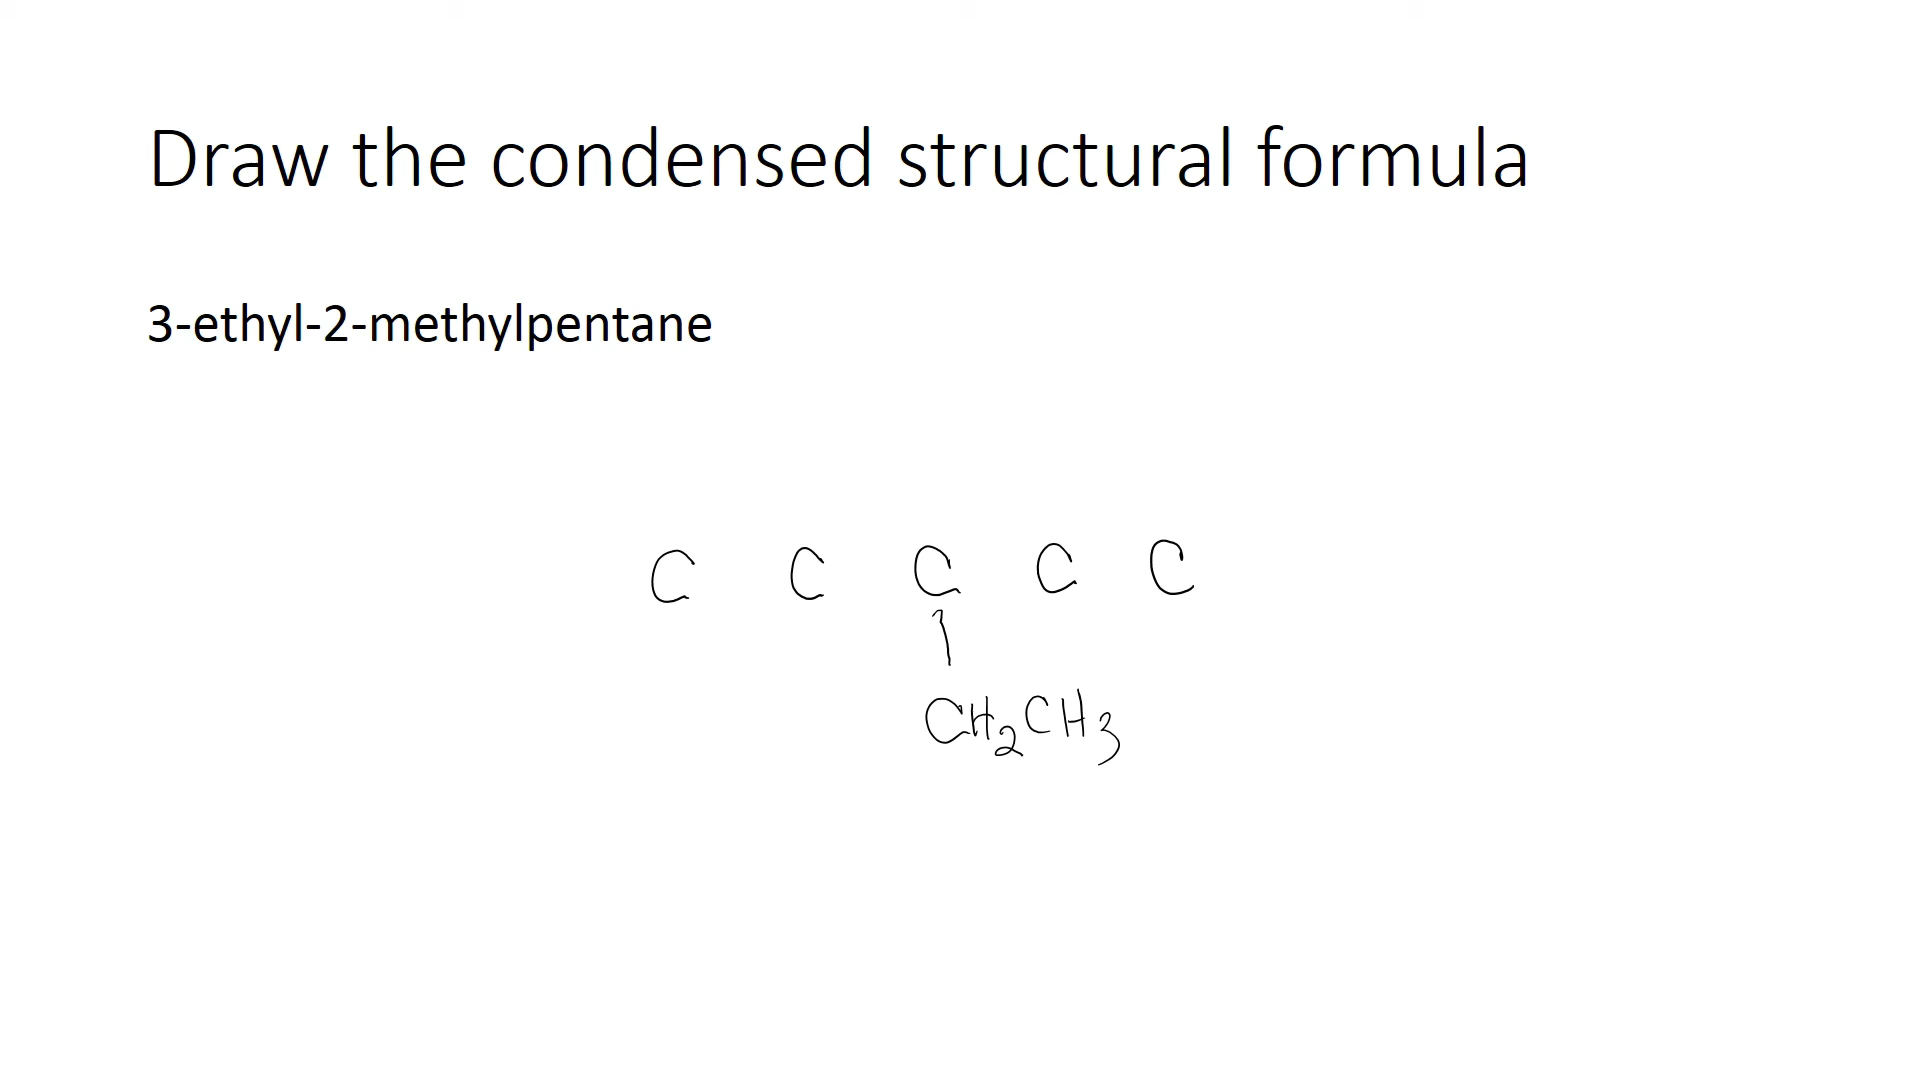 Draw the condensed structural formula
3-ethyl-2-methylpentane
C C C C C
CH₂CH₃